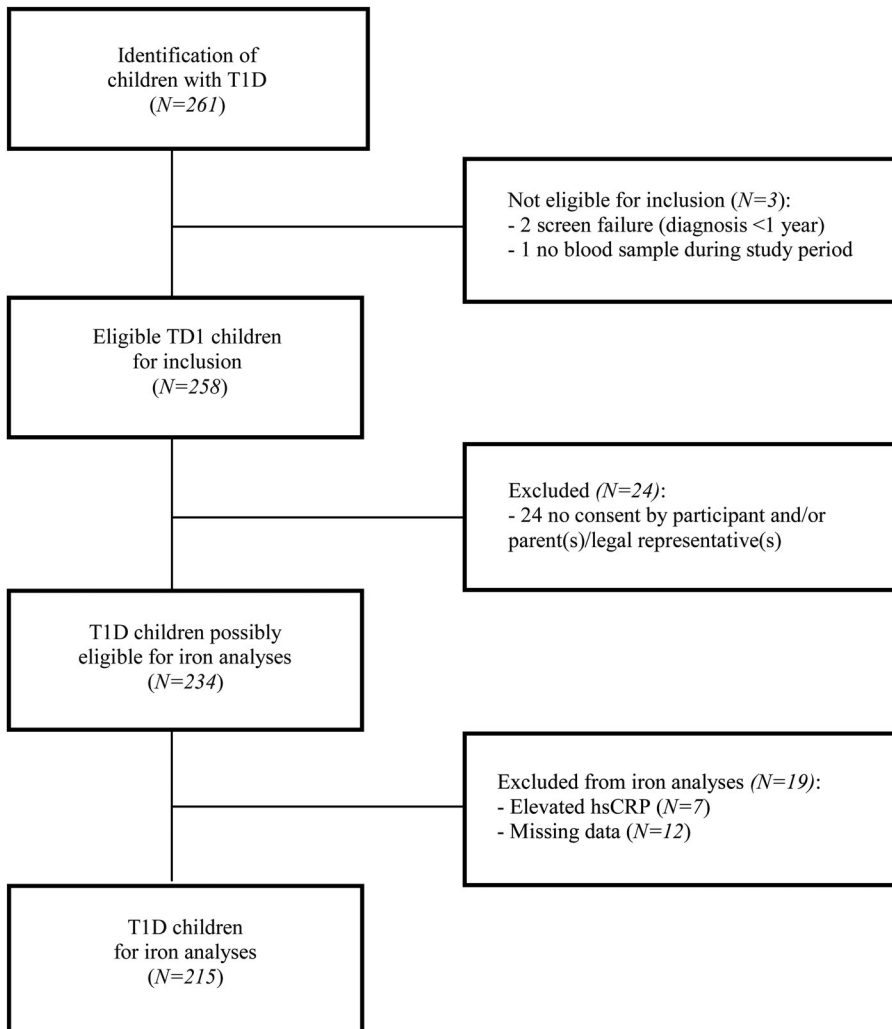 Identification of
children with T1D
(N=261)
Not eligible for inclusion (N=3):
- 2 screen failure (diagnosis <1 year)
- 1 no blood sample during study period
Eligible TD1 children
for inclusion
(N=258)
Excluded (N=24):
- 24 no consent by participant and/or
parent(s)/legal representative(s)
T1D children possibly
eligible for iron analyses
(N=234)
Excluded from iron analyses (N=19):
- Elevated hsCRP (N=7)
- Missing data (N=12)
T1D children
for iron analyses
(N=215)